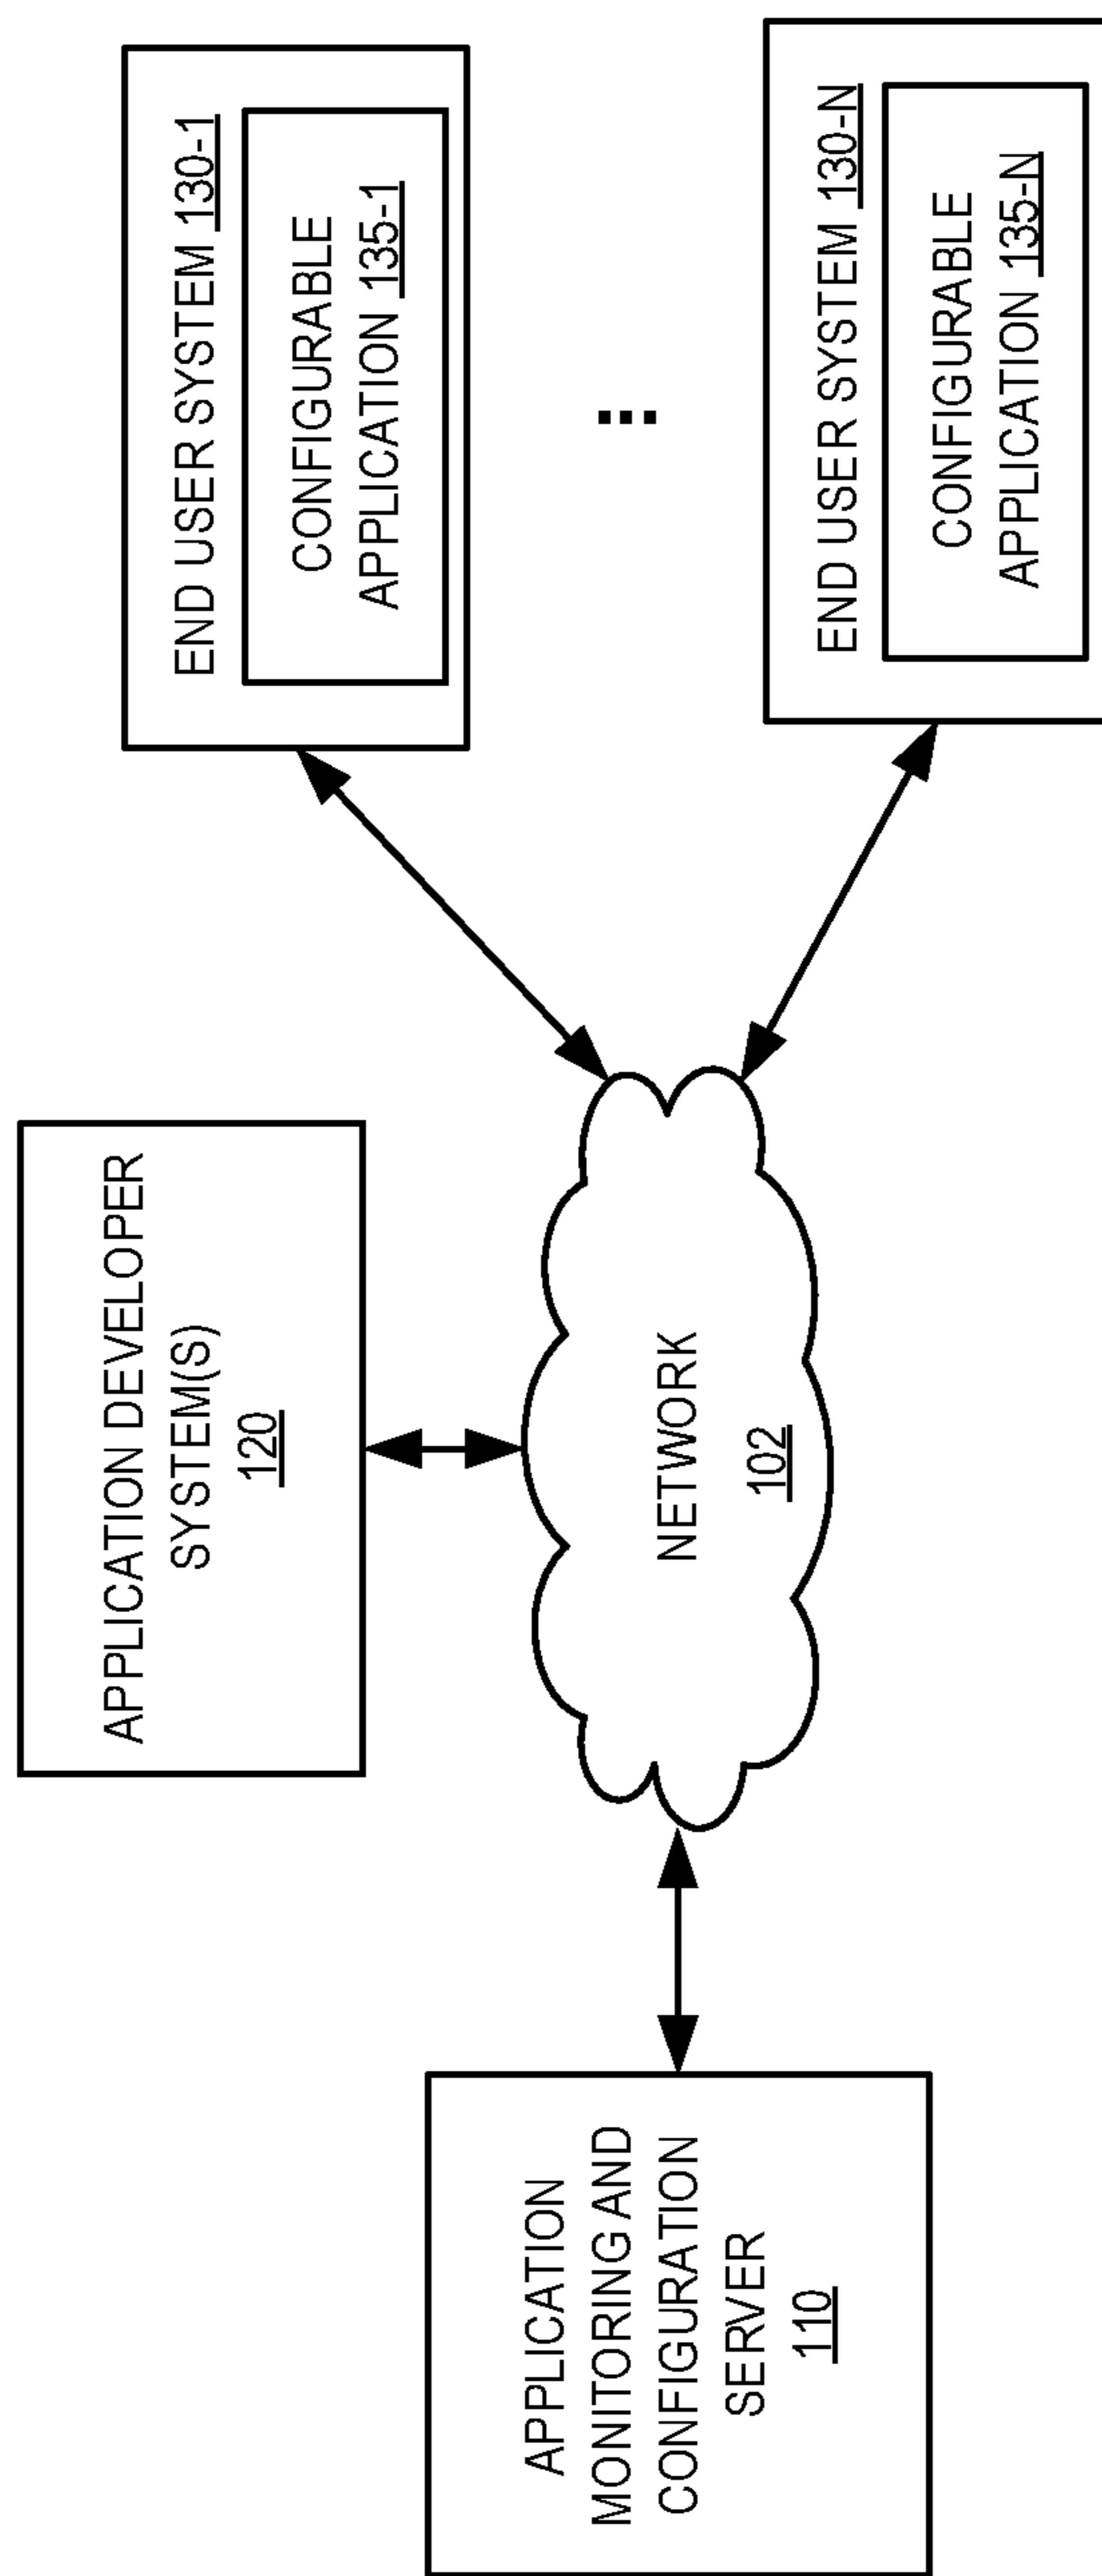 APPLICATION DEVELOPER
SYSTEM(S)
120
END USER SYSTEM 130-1
CONFIGURABLE
APPLICATION 135-1
APPLICATION
MONITORING AND
CONFIGURATION
SERVER
110
NETWORK
102
END USER SYSTEM 130-N
CONFIGURABLE
APPLICATION 135-N